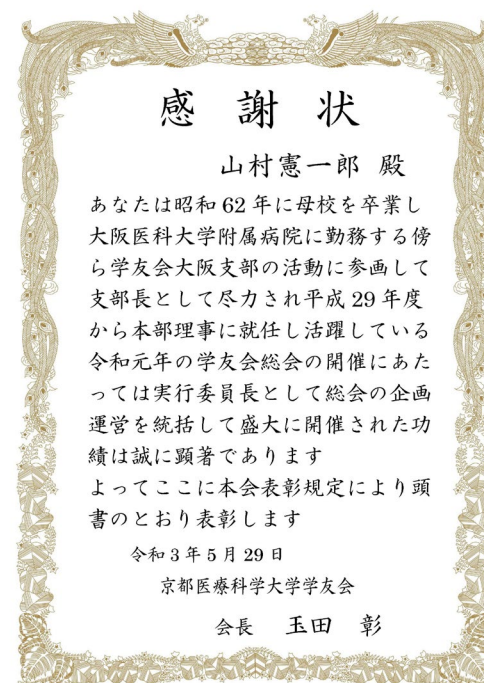 感謝状
山村憲一郎 殿
あなたは昭和62年に母校を卒業し
大阪医科大学附属病院に勤務する傍
ら学友会大阪支部の活動に参画して
支部長として尽力され平成29年度
から本部理事に就任し活躍している
令和元年の学友会総会の開催にあた
っては実行委員長として総会の企画
運営を統括して盛大に開催された功
績は誠に顕著であります
よってここに本会表彰規定により頭
書のとおり表彰します
令和3年5月29日
京都医療科学大学学友会
会長 玉田 彰